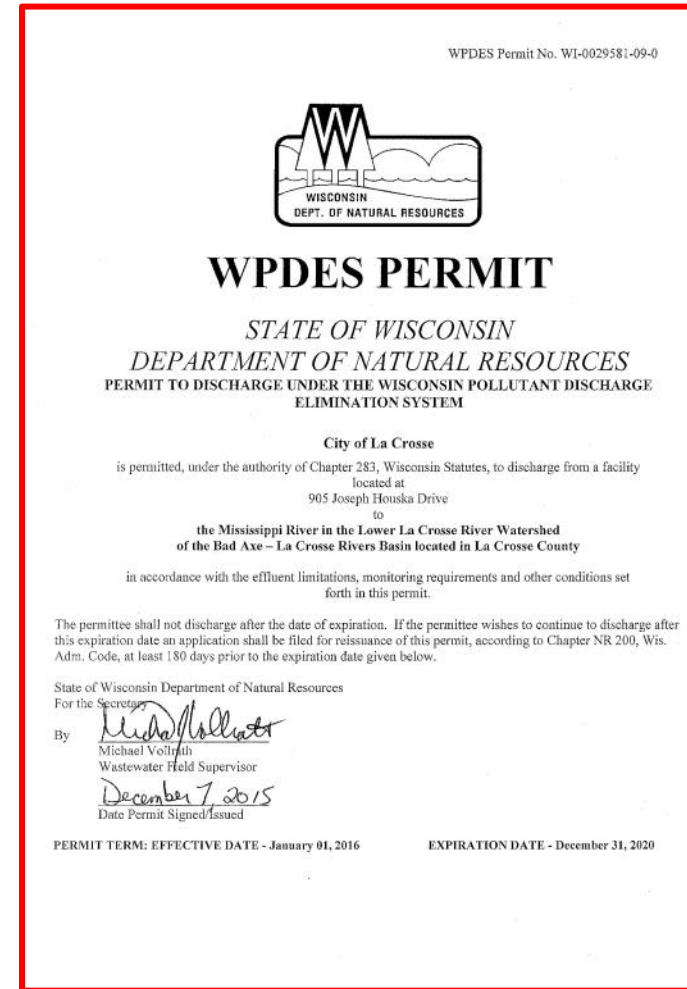 WPDES Permit No. WI-0029581-09-0
WISCONSIN
DEPT. OF NATURAL RESOURCES
WPDES PERMIT
STATE OF WISCONSIN
DEPARTMENT OF NATURAL RESOURCES
PERMIT TO DISCHARGE UNDER THE WISCONSIN POLLUTANT DISCHARGE
ELIMINATION SYSTEM
City of La Crosse
is permitted, under the authority of Chapter 283, Wisconsin Statutes, to discharge from a facility
located at
905 Joseph Houska Drive
to
the Mississippi River in the Lower La Crosse River Watershed
of the Bad Axe – La Crosse Rivers Basin located in La Crosse County
in accordance with the effluent limitations, monitoring requirements and other conditions set
forth in this permit.
The permittee shall not discharge after the date of expiration. If the permittee wishes to continue to discharge after
this expiration date an application shall be filed for reissuance of this permit, according to Chapter NR 200, Wis.
Adm. Code, at least 180 days prior to the expiration date given below.
State of Wisconsin Department of Natural Resources
For the Secretary
By
Michael Vollrath
Wastewater Field Supervisor
December 7, 2015
Date Permit Signed/Issued
PERMIT TERM: EFFECTIVE DATE - January 01, 2016 EXPIRATION DATE - December 31, 2020